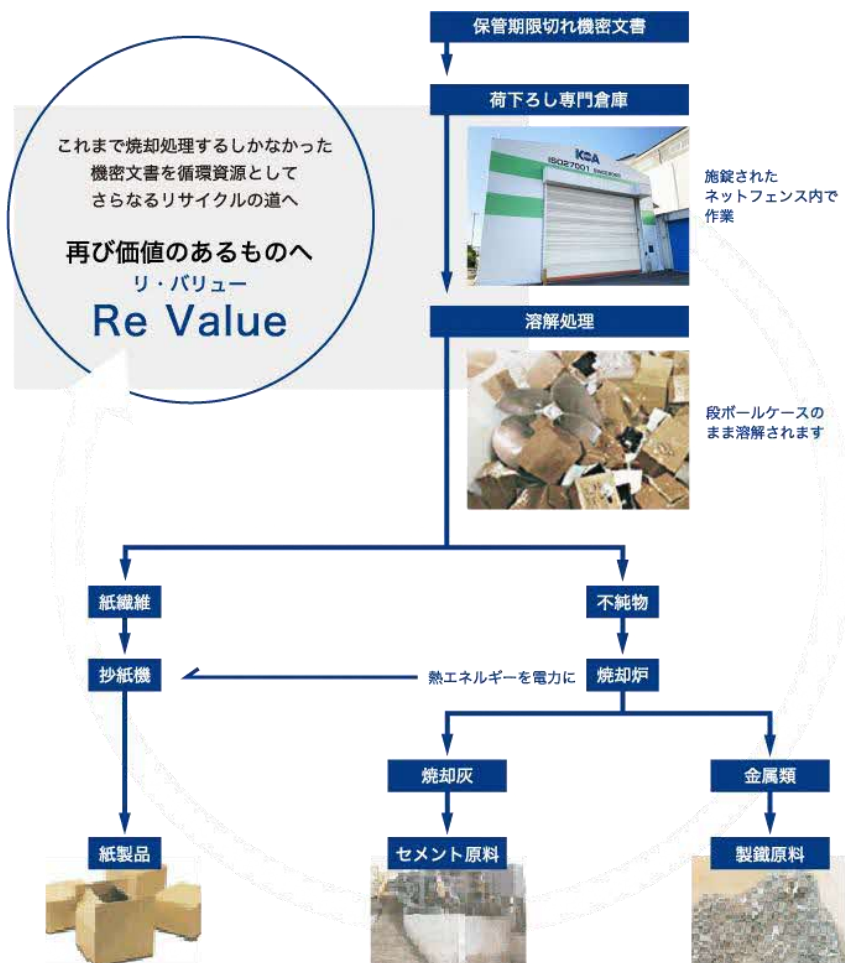 保管期限切れ機密文書
荷下ろし専門倉庫
これまで焼却処理するしかなかった
機密文書を循環資源として
さらなるリサイクルの道へ
再び価値のあるものへ
リ・バリュー
Re Value
ISO27001
施錠された
ネットフェンス内で
作業
溶解処理
段ボールケースの
まま溶解されます
紙繊維
不純物
抄紙機
熱エネルギーを電力に
焼却炉
焼却灰
金属類
紙製品
セメント原料
製鐵原料